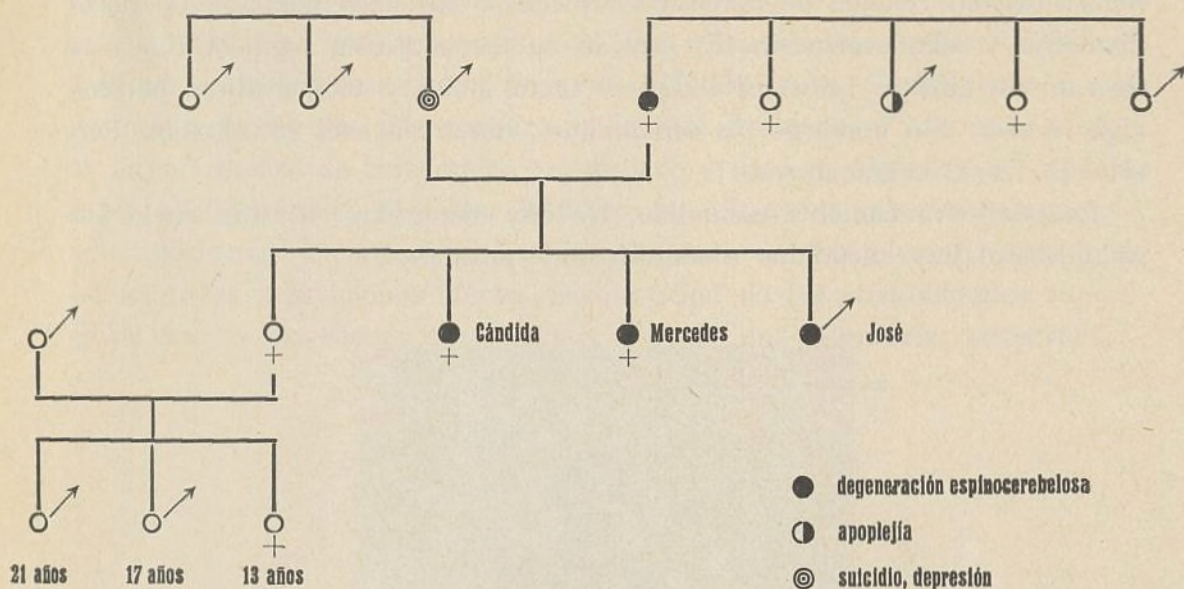 Cándida Mercedes José
degeneración espinocerebelosa
apoplejía
21 años 17 años 13 años
suicidio, depresión